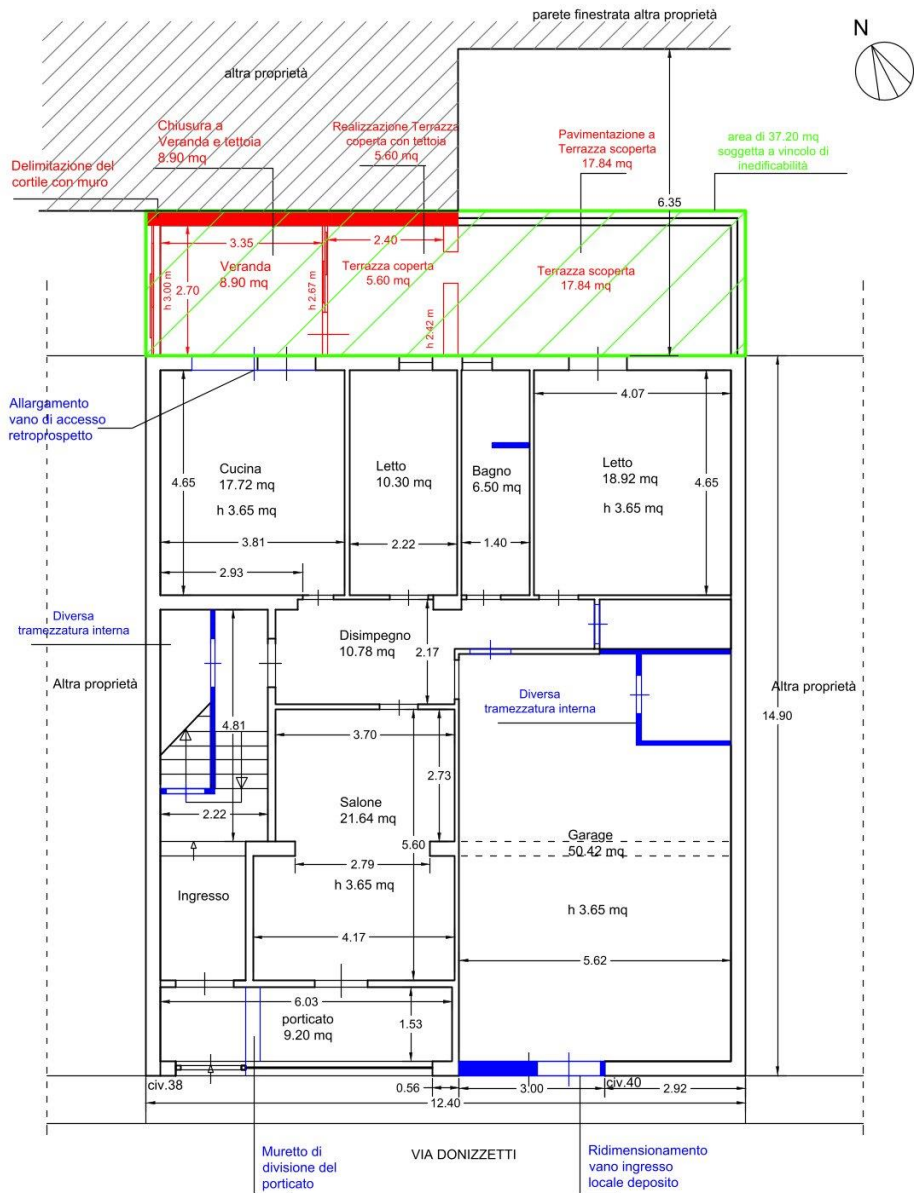 parete finestrata altra proprietà
N
altra proprietà
Chiusura a
Veranda e tettoia
8.90 mq
Realizzazione Terrazza
coperta con tettoia
5.60 mq
Pavimentazione a
Terrazza scoperta
17.84 mq
area di 37.20 mq
soggetta a vincolo di
inedificabilità
Delimitazione del
cortile con muro
6.35
3.35
2.40
h 3.00 m
2.70
Veranda
8.90 mq
h 2.67 m
Terrazza coperta
5.60 mq
h 2.42 m
Terrazza scoperta
17.84 mq
Allargamento
vano di accesso
retroprospetto
4.07
4.65
Cucina
17.72 mq
h 3.65 mq
3.81
2.93
Letto
10.30 mq
2.22
Bagno
6.50 mq
1.40
Letto
18.92 mq
h 3.65 mq
4.65
Diversa
tramezzatura interna
Disimpegno
10.78 mq
2.17
Altra proprietà
Diversa
tramezzatura interna
Altra proprietà
14.90
4.81
3.70
2.73
2.22
Salone
21.64 mq
5.60
2.79
h 3.65 mq
4.17
Garage
50.42 mq
h 3.65 mq
5.62
Ingresso
6.03
porticato
9.20 mq
1.53
civ.38
0.56
3.00
civ.40
2.92
12.40
Muretto di
divisione del
porticato
VIA DONIZZETTI
Ridimensionamento
vano ingresso
locale deposito